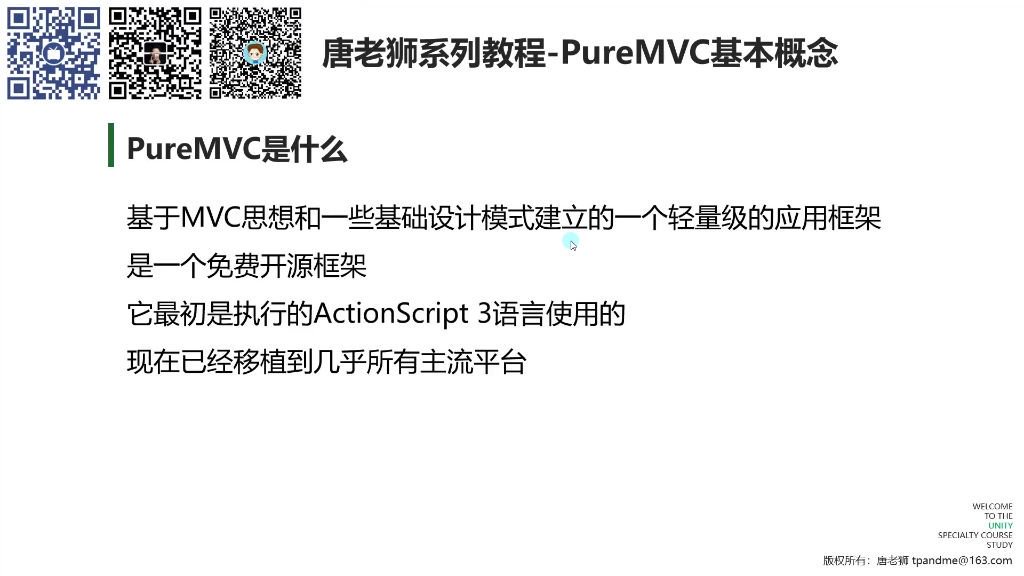 唐老狮系列教程-PureMVC基本概念
PureMVC是什么
基于MVC思想和一些基础设计模式建立的一个轻量级的应用框架
是一个免费开源框架
它最初是执行的ActionScript 3语言使用的
现在已经移植到几乎所有主流平台
WELCOME
TO THE
UNITY
SPECIALTY COURSE
STUDY
版权所有：唐老狮 tpandme@163.com